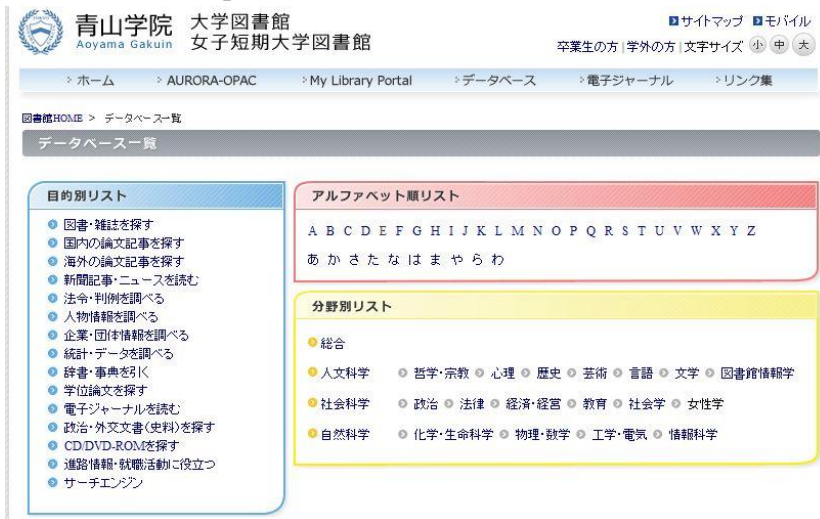 青山学院 大学図書館
Aoyama Gakuin 女子短期大学図書館
サイトマップ モバイル
卒業生の方 | 学外の方 | 文字サイズ 小 中 大
ホーム AURORA-OPAC My Library Portal データベース 電子ジャーナル リンク集
図書館HOME > データベース一覧
データベース一覧
目的別リスト
図書・雑誌を探す
国内の論文記事を探す
海外の論文記事を探す
新聞記事・ニュースを読む
法令・判例を調べる
人物情報を調べる
企業・団体情報を調べる
統計・データを調べる
辞書・事典を引く
学位論文を探す
電子ジャーナルを読む
政治・外交文書(史料)を探す
CD/DVD-ROMを探す
進路情報・就職活動に役立つ
サーチエンジン
アルファベット順リスト
A B C D E F G H I J K L M N O P Q R S T U V W X Y Z
あ か さ た な は ま や ら わ
分野別リスト
総合
人文科学 哲学・宗教 心理 歴史 芸術 言語 文学 図書館情報学
社会科学 政治 法律 経済・経営 教育 社会学 女性学
自然科学 化学・生命科学 物理・数学 工学・電気 情報科学